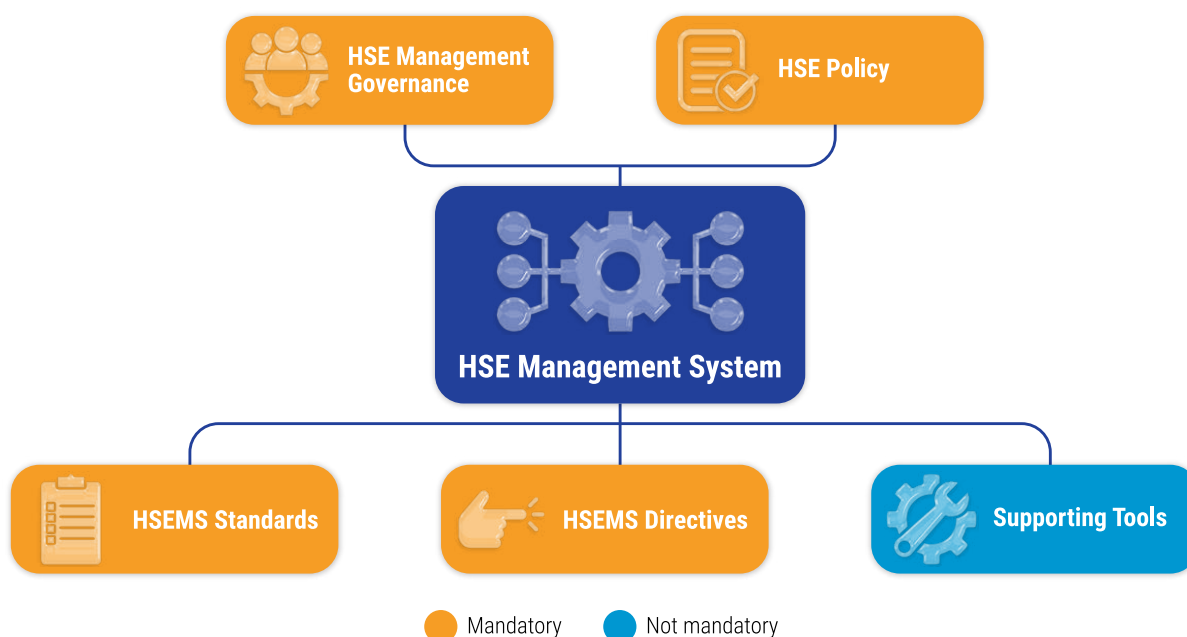 HSE Management
Governance
HSE Policy
HSE Management System
HSEMS Standards
HSEMS Directives
Supporting Tools
Mandatory
Not mandatory